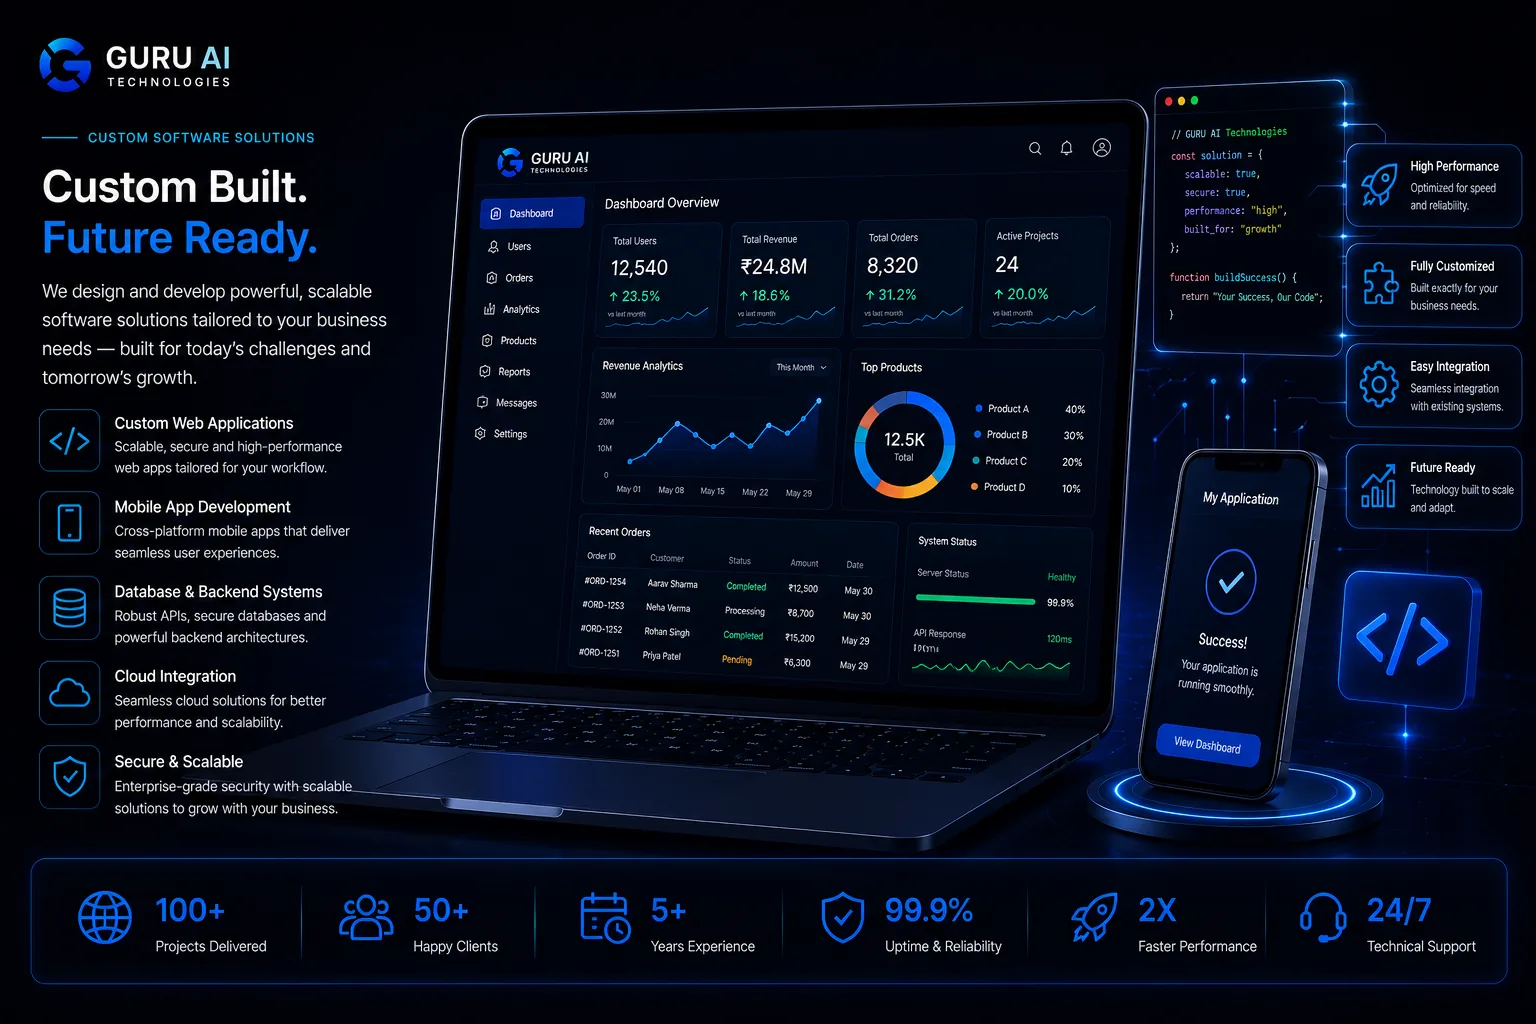 GURU AI
TECHNOLOGIES
CUSTOM SOFTWARE SOLUTIONS
Custom Built.
Future Ready.
We design and develop powerful, scalable
software solutions tailored to your business
needs — built for today's challenges and
tomorrow's growth.
Custom Web Applications
Scalable, secure and high-performance
web apps tailored for your workflow.
Mobile App Development
Cross-platform mobile apps that deliver
seamless user experiences.
Database & Backend Systems
Robust APIs, secure databases and
powerful backend architectures.
Cloud Integration
Seamless cloud solutions for better
performance and scalability.
Secure & Scalable
Enterprise-grade security with scalable
solutions to grow with your business.
GURU AI
TECHNOLOGIES
Dashboard
Users
Orders
Analytics
Products
Reports
Messages
Settings
Dashboard Overview
Total Users
12,540
↑ 23.5%
vs last month
Total Revenue
₹24.8M
↑ 18.6%
vs last month
Total Orders
8,320
↑ 31.2%
vs last month
Active Projects
24
↑ 20.0%
vs last month
Revenue Analytics
This Month
30M
20M
10M
0
May 01 May 08 May 15 May 22 May 29
Top Products
12.5K
Total
Product A 40%
Product B 30%
Product C 20%
Product D 10%
Recent Orders
Order ID Customer Status Amount Date
#ORD-1254 Aarav Sharma Completed ₹12,500 May 30
#ORD-1253 Neha Verma Processing ₹8,700 May 30
#ORD-1252 Rohan Singh Completed ₹15,200 May 29
#ORD-1251 Priya Patel Pending ₹6,300 May 29
System Status
Server Status Healthy
99.9%
API Response 120ms
// GURU AI Technologies
const solution = {
scalable: true,
secure: true,
performance: "high",
built_for: "growth"
};
function buildSuccess() {
return "Your Success, Our Code";
}
High Performance
Optimized for speed
and reliability.
Fully Customized
Built exactly for your
business needs.
Easy Integration
Seamless integration
with existing systems.
Future Ready
Technology built to scale
and adapt.
My Application
Success!
Your application is
running smoothly.
View Dashboard
</>
100+
Projects Delivered
50+
Happy Clients
5+
Years Experience
99.9%
Uptime & Reliability
2X
Faster Performance
24/7
Technical Support